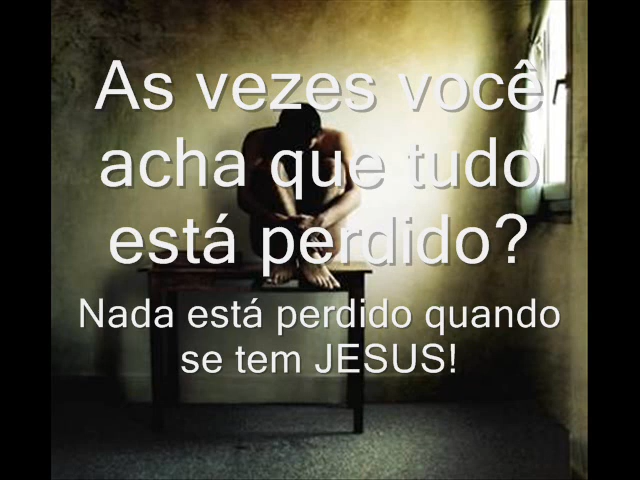 As vezes você
acha que tudo
está perdido?
Nada está perdido quando
se tem JESUS!